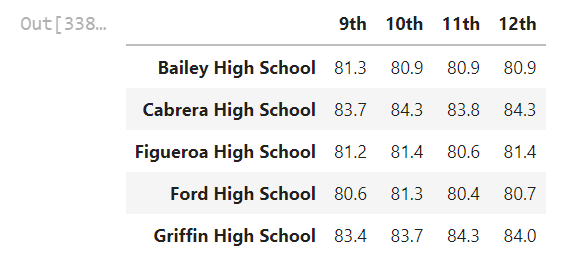 Out[338...
9th 10th 11th 12th
Bailey High School 81.3 80.9 80.9 80.9
Cabrera High School 83.7 84.3 83.8 84.3
Figueroa High School 81.2 81.4 80.6 81.4
Ford High School 80.6 81.3 80.4 80.7
Griffin High School 83.4 83.7 84.3 84.0